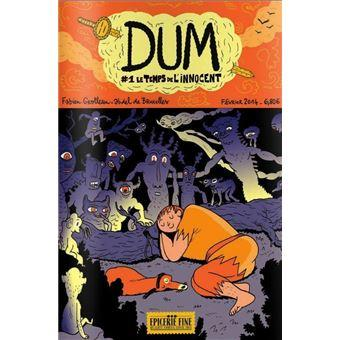 DUM
#1 LE TEMPS DE L'INNOCENT
Fabien Grolleau - Abdel de Bruxelles
Février 2014 - 6,80€
EPICERIE FINE